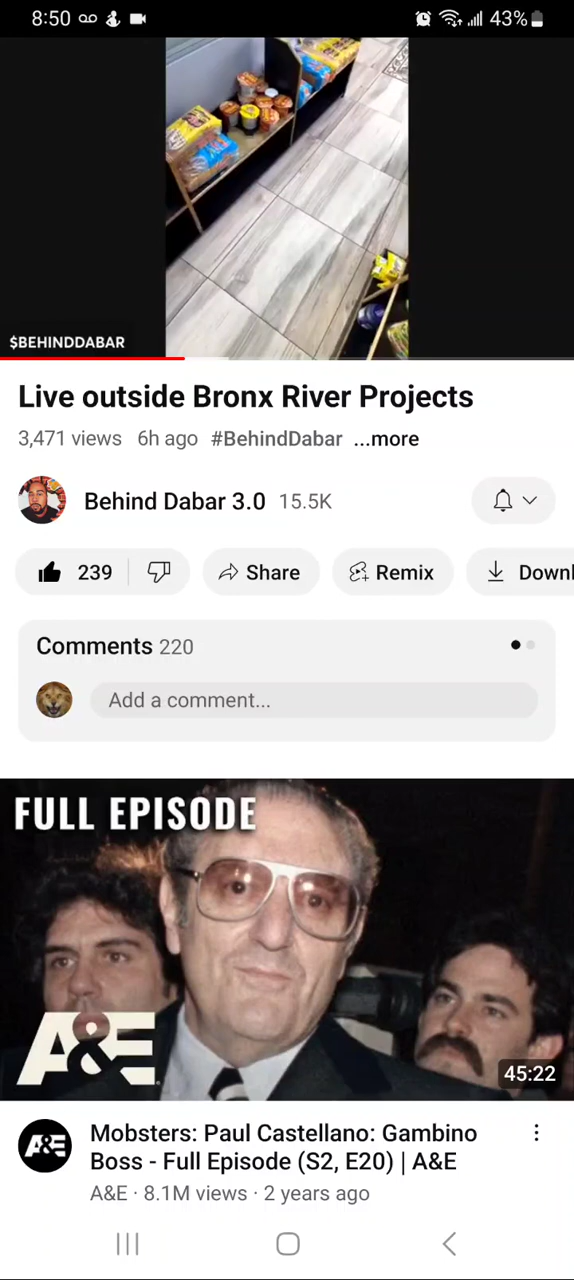 8:50
43%
$BEHINDDABAR
Live outside Bronx River Projects
3,471 views 6h ago #BehindDabar ...more
Behind Dabar 3.0 15.5K
239 Share Remix Downl
Comments 220
Add a comment...
FULL EPISODE
A&E
45:22
A&E
Mobsters: Paul Castellano: Gambino
Boss - Full Episode (S2, E20) | A&E
A&E · 8.1M views · 2 years ago